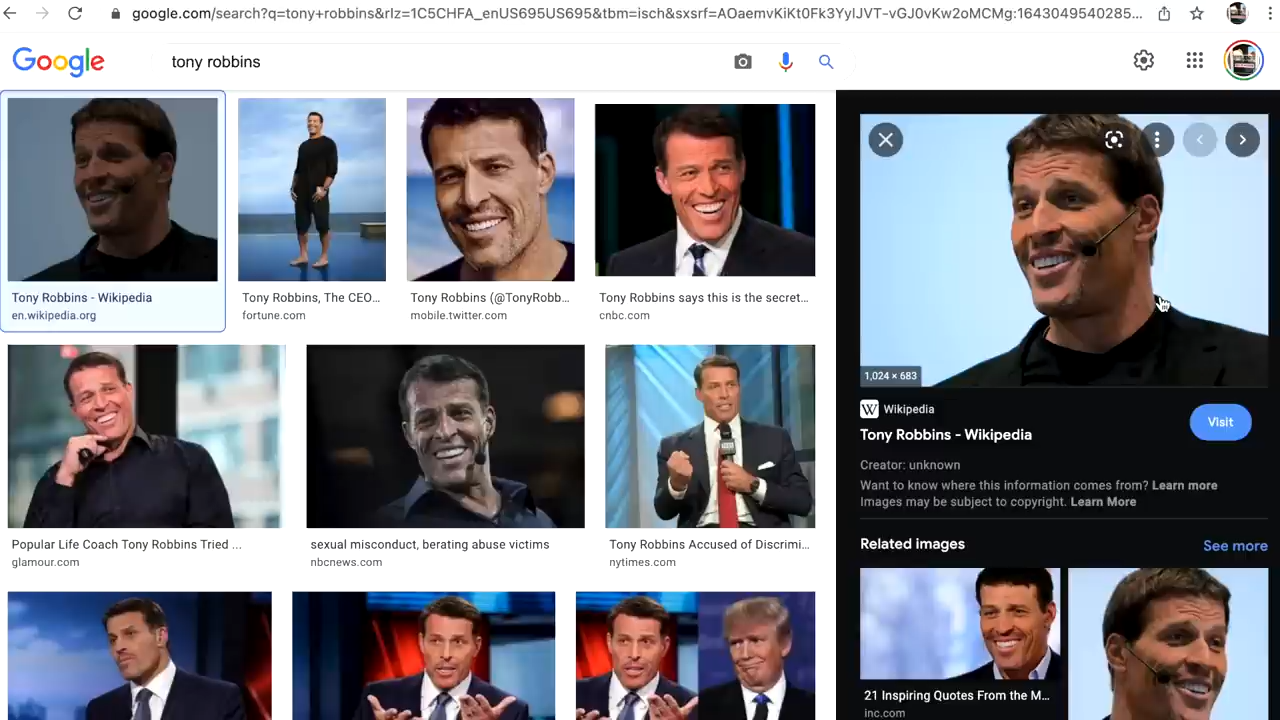 google.com/search?q=tony+robbins&rlz=1C5CHFA_enUS695US695&tbm=isch&sxsrf=AOaemvKiKt0Fk3YylJVT-vGJ0vKw2oMCMg:1643049540285...
Google
tony robbins
Tony Robbins - Wikipedia
en.wikipedia.org
Tony Robbins, The CEO...
fortune.com
Tony Robbins (@TonyRobb...
mobile.twitter.com
Tony Robbins says this is the secret...
cnbc.com
Popular Life Coach Tony Robbins Tried ...
glamour.com
sexual misconduct, berating abuse victims
nbcnews.com
Tony Robbins Accused of Discrimi...
nytimes.com
1,024 × 683
W Wikipedia
Tony Robbins - Wikipedia
Visit
Creator: unknown
Want to know where this information comes from? Learn more
Images may be subject to copyright. Learn More
Related images
See more
21 Inspiring Quotes From the M...
inc.com